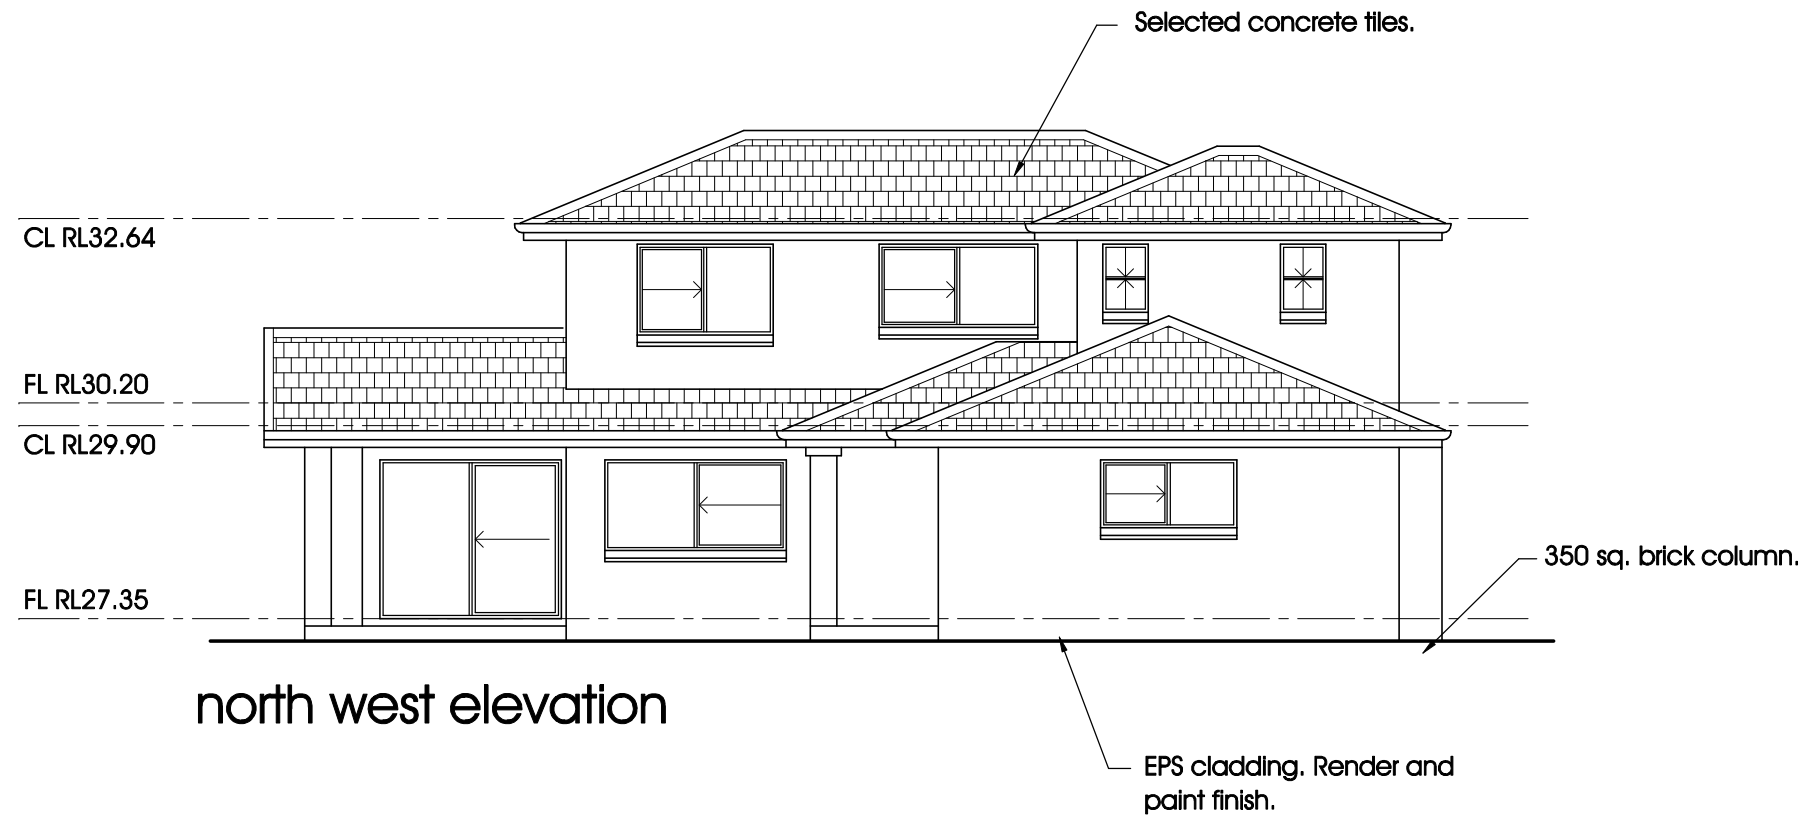 Selected concrete tiles.
CL RL32.64
FL RL30.20
CL RL29.90
350 sq. brick column.
FL RL27.35
north west elevation
EPS cladding. Render and
paint finish.